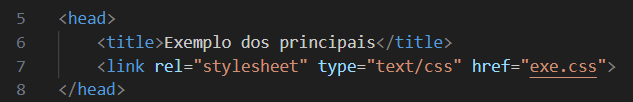 5 <head>
6 <title>Exemplo dos principais</title>
7 <link rel="stylesheet" type="text/css" href="exe.css">
8 </head>